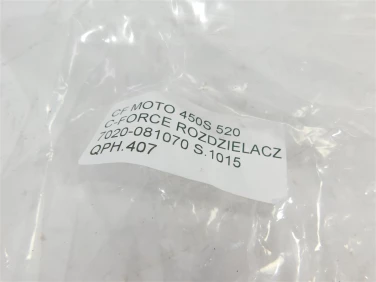 CF MOTO 450S 520
C-FORCE ROZDZIELACZ
7020-081070 S.1015
QPH.407